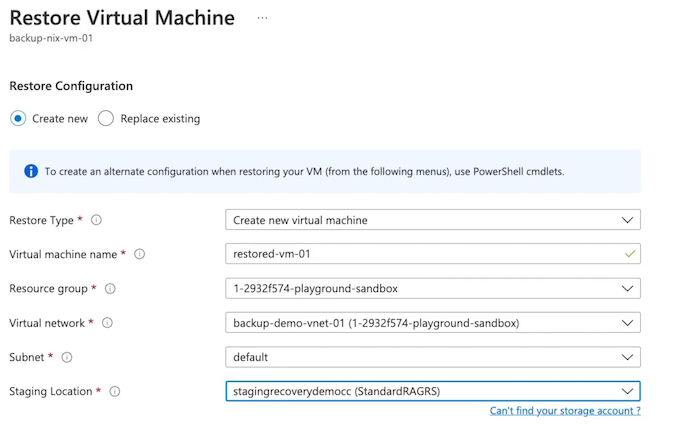 Restore Virtual Machine ...
backup-nix-vm-01
Restore Configuration
Create new Replace existing
To create an alternate configuration when restoring your VM (from the following menus), use PowerShell cmdlets.
Restore Type * Create new virtual machine
Virtual machine name * restored-vm-01
Resource group * 1-2932f574-playground-sandbox
Virtual network * backup-demo-vnet-01 (1-2932f574-playground-sandbox)
Subnet * default
Staging Location * stagingrecoverydemocc (StandardRAGRS)
Can't find your storage account ?